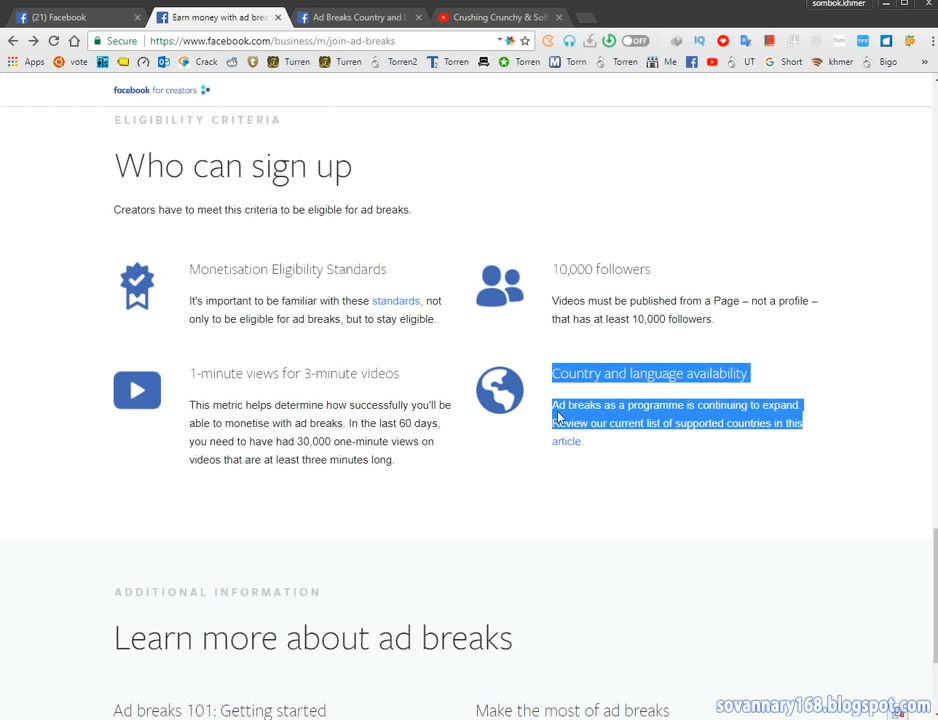 sombok.khmer
(21) Facebook
Earn money with ad brea
Ad Breaks Country and L
Crushing Crunchy & Sof
Secure https://www.facebook.com/business/m/join-ad-breaks
OFF
IQ
Apps vote Crack Turren Turren Torren2 Torren Torrn Torren Me UT Short khmer Bigo »
facebook for creators
ELIGIBILITY CRITERIA
Who can sign up
Creators have to meet this criteria to be eligible for ad breaks.
Monetisation Eligibility Standards
It's important to be familiar with these standards, not
only to be eligible for ad breaks, but to stay eligible.
10,000 followers
Videos must be published from a Page – not a profile –
that has at least 10,000 followers.
1-minute views for 3-minute videos
This metric helps determine how successfully you'll be
able to monetise with ad breaks. In the last 60 days,
you need to have had 30,000 one-minute views on
videos that are at least three minutes long.
Country and language availability
Ad breaks as a programme is continuing to expand.
Review our current list of supported countries in this
article.
ADDITIONAL INFORMATION
Learn more about ad breaks
Ad breaks 101: Getting started
Make the most of ad breaks
sovannary168.blogspot.com